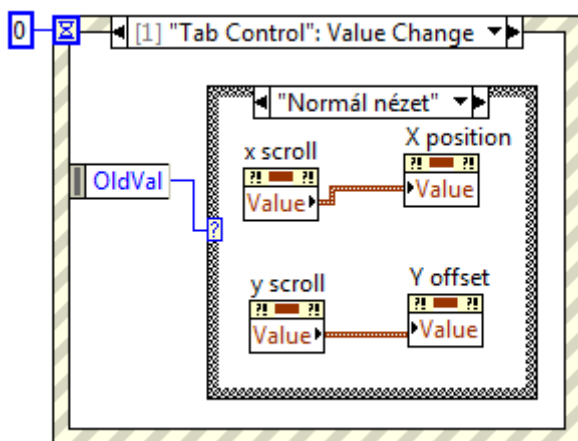 0
[1] "Tab Control": Value Change
"Normál nézet"
x scroll
X position
?! ?!
?! ?!
Value
Value
OldVal
?
y scroll
Y offset
?! ?!
?! ?!
Value
Value